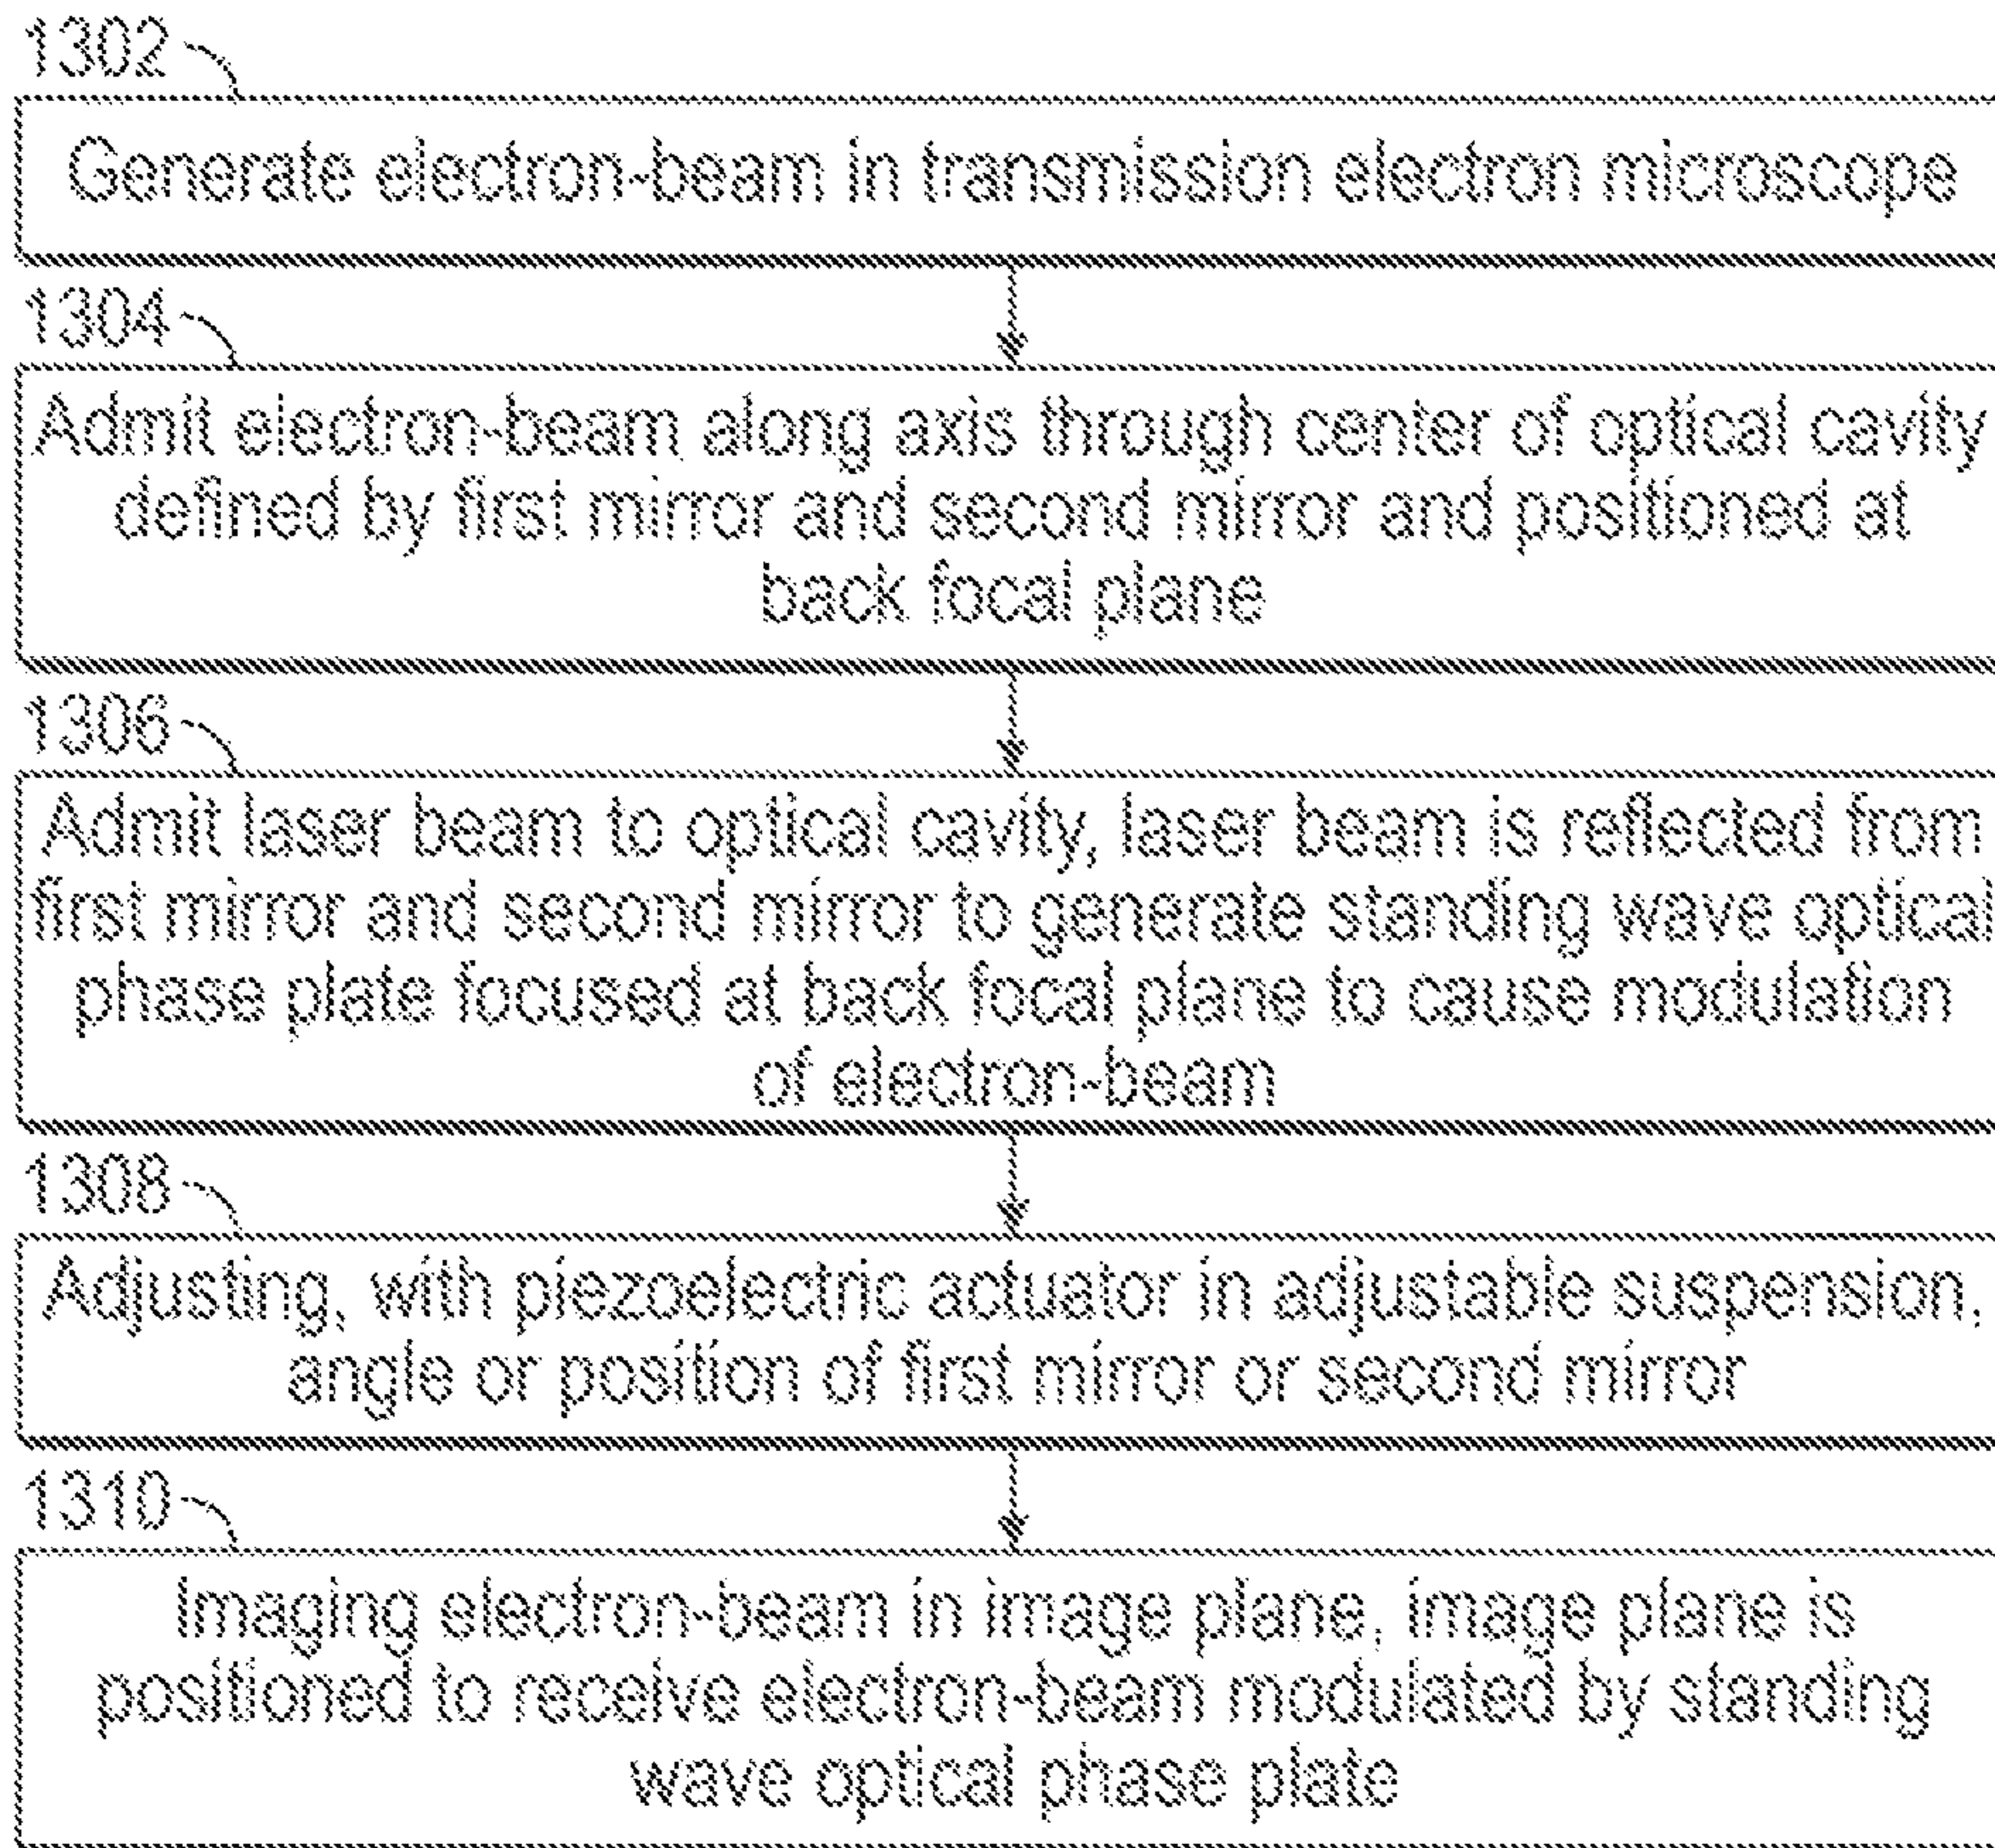 1302
Generate electron-beam in transmission electron microscope
1304
Admit electron-beam along axis through center of optical cavity
defined by first mirror and second mirror and positioned at
back focal plane
1306
Admit laser beam to optical cavity, laser beam is reflected from
first mirror and second mirror to generate standing wave optical
phase plate focused at back focal plane to cause modulation
of electron-beam
1308
Adjusting, with piezoelectric actuator in adjustable suspension,
angle or position of first mirror or second mirror
1310
Imaging electron-beam in image plane, image plane is
positioned to receive electron-beam modulated by standing
wave optical phase plate